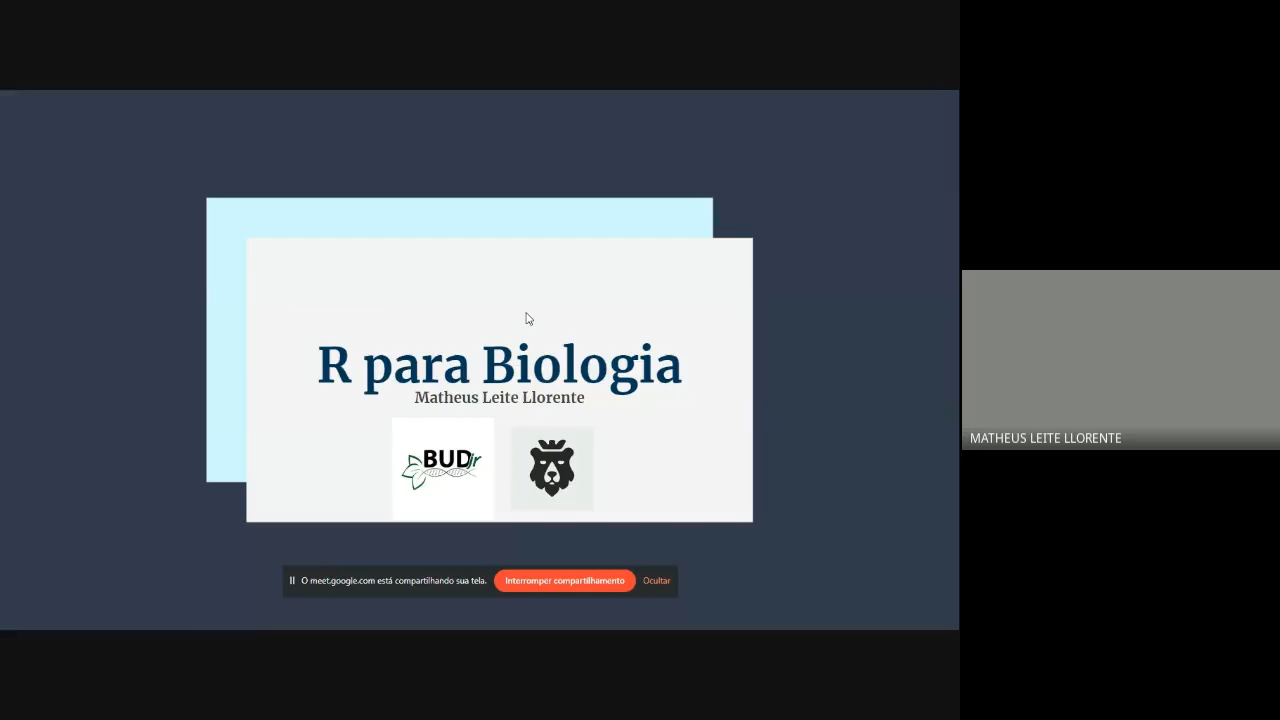 R para Biologia
Matheus Leite Llorente
BUDjr
O meet.google.com está compartilhando sua tela. Interromper compartilhamento Ocultar
MATHEUS LEITE LLORENTE